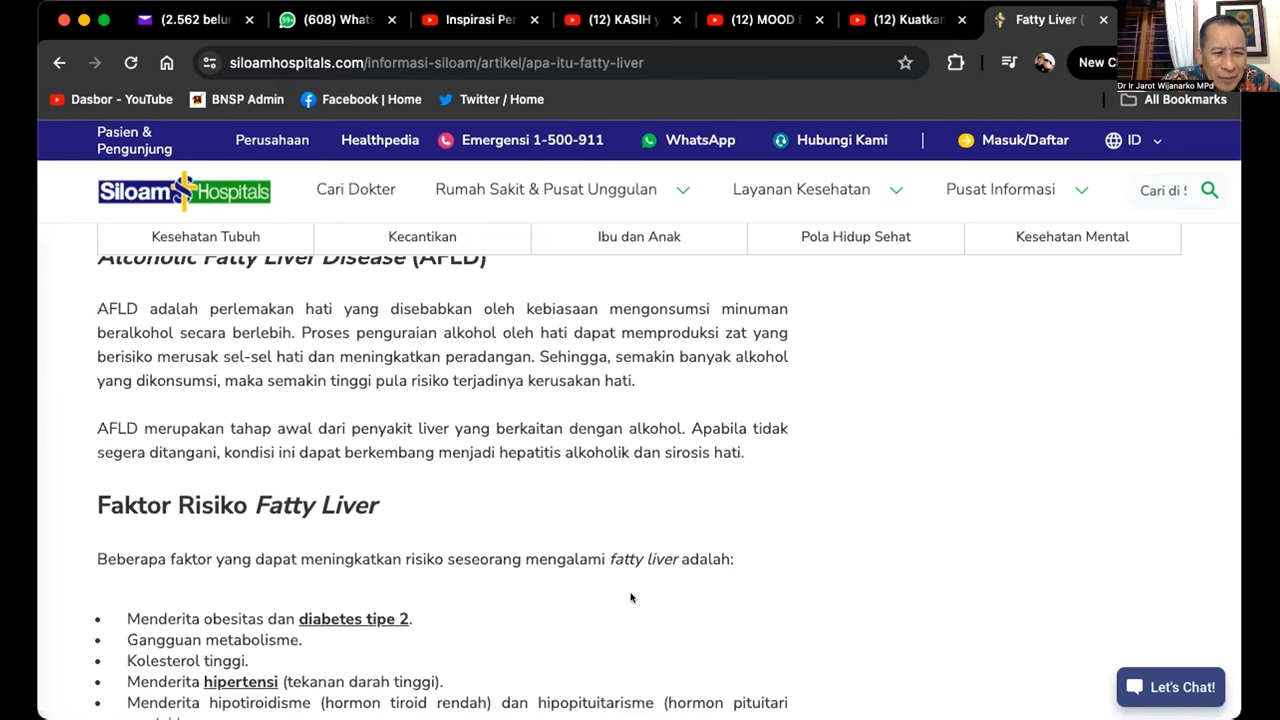 (2.562 belu
(608) Whats
Inspirasi Per
(12) KASIH y
(12) MOOD
(12) Kuatkan
Fatty Liver (
siloamhospitals.com/informasi-siloam/artikel/apa-itu-fatty-liver
New C
Dr Ir Jarot Wijanarko MPd
Dasbor - YouTube
BNSP Admin
Facebook | Home
Twitter / Home
All Bookmarks
Pasien &
Pengunjung
Perusahaan
Healthpedia
Emergensi 1-500-911
WhatsApp
Hubungi Kami
Masuk/Daftar
ID
Siloam Hospitals
Cari Dokter
Rumah Sakit & Pusat Unggulan
Layanan Kesehatan
Pusat Informasi
Cari di S
Kesehatan Tubuh
Kecantikan
Ibu dan Anak
Pola Hidup Sehat
Kesehatan Mental
Alcoholic Fatty Liver Disease (AFLD)
AFLD adalah perlemakan hati yang disebabkan oleh kebiasaan mengonsumsi minuman
beralkohol secara berlebih. Proses penguraian alkohol oleh hati dapat memproduksi zat yang
berisiko merusak sel-sel hati dan meningkatkan peradangan. Sehingga, semakin banyak alkohol
yang dikonsumsi, maka semakin tinggi pula risiko terjadinya kerusakan hati.
AFLD merupakan tahap awal dari penyakit liver yang berkaitan dengan alkohol. Apabila tidak
segera ditangani, kondisi ini dapat berkembang menjadi hepatitis alkoholik dan sirosis hati.
Faktor Risiko Fatty Liver
Beberapa faktor yang dapat meningkatkan risiko seseorang mengalami fatty liver adalah:
• Menderita obesitas dan diabetes tipe 2.
• Gangguan metabolisme.
• Kolesterol tinggi.
• Menderita hipertensi (tekanan darah tinggi).
• Menderita hipotiroidisme (hormon tiroid rendah) dan hipopituitarisme (hormon pituitari
Let's Chat!